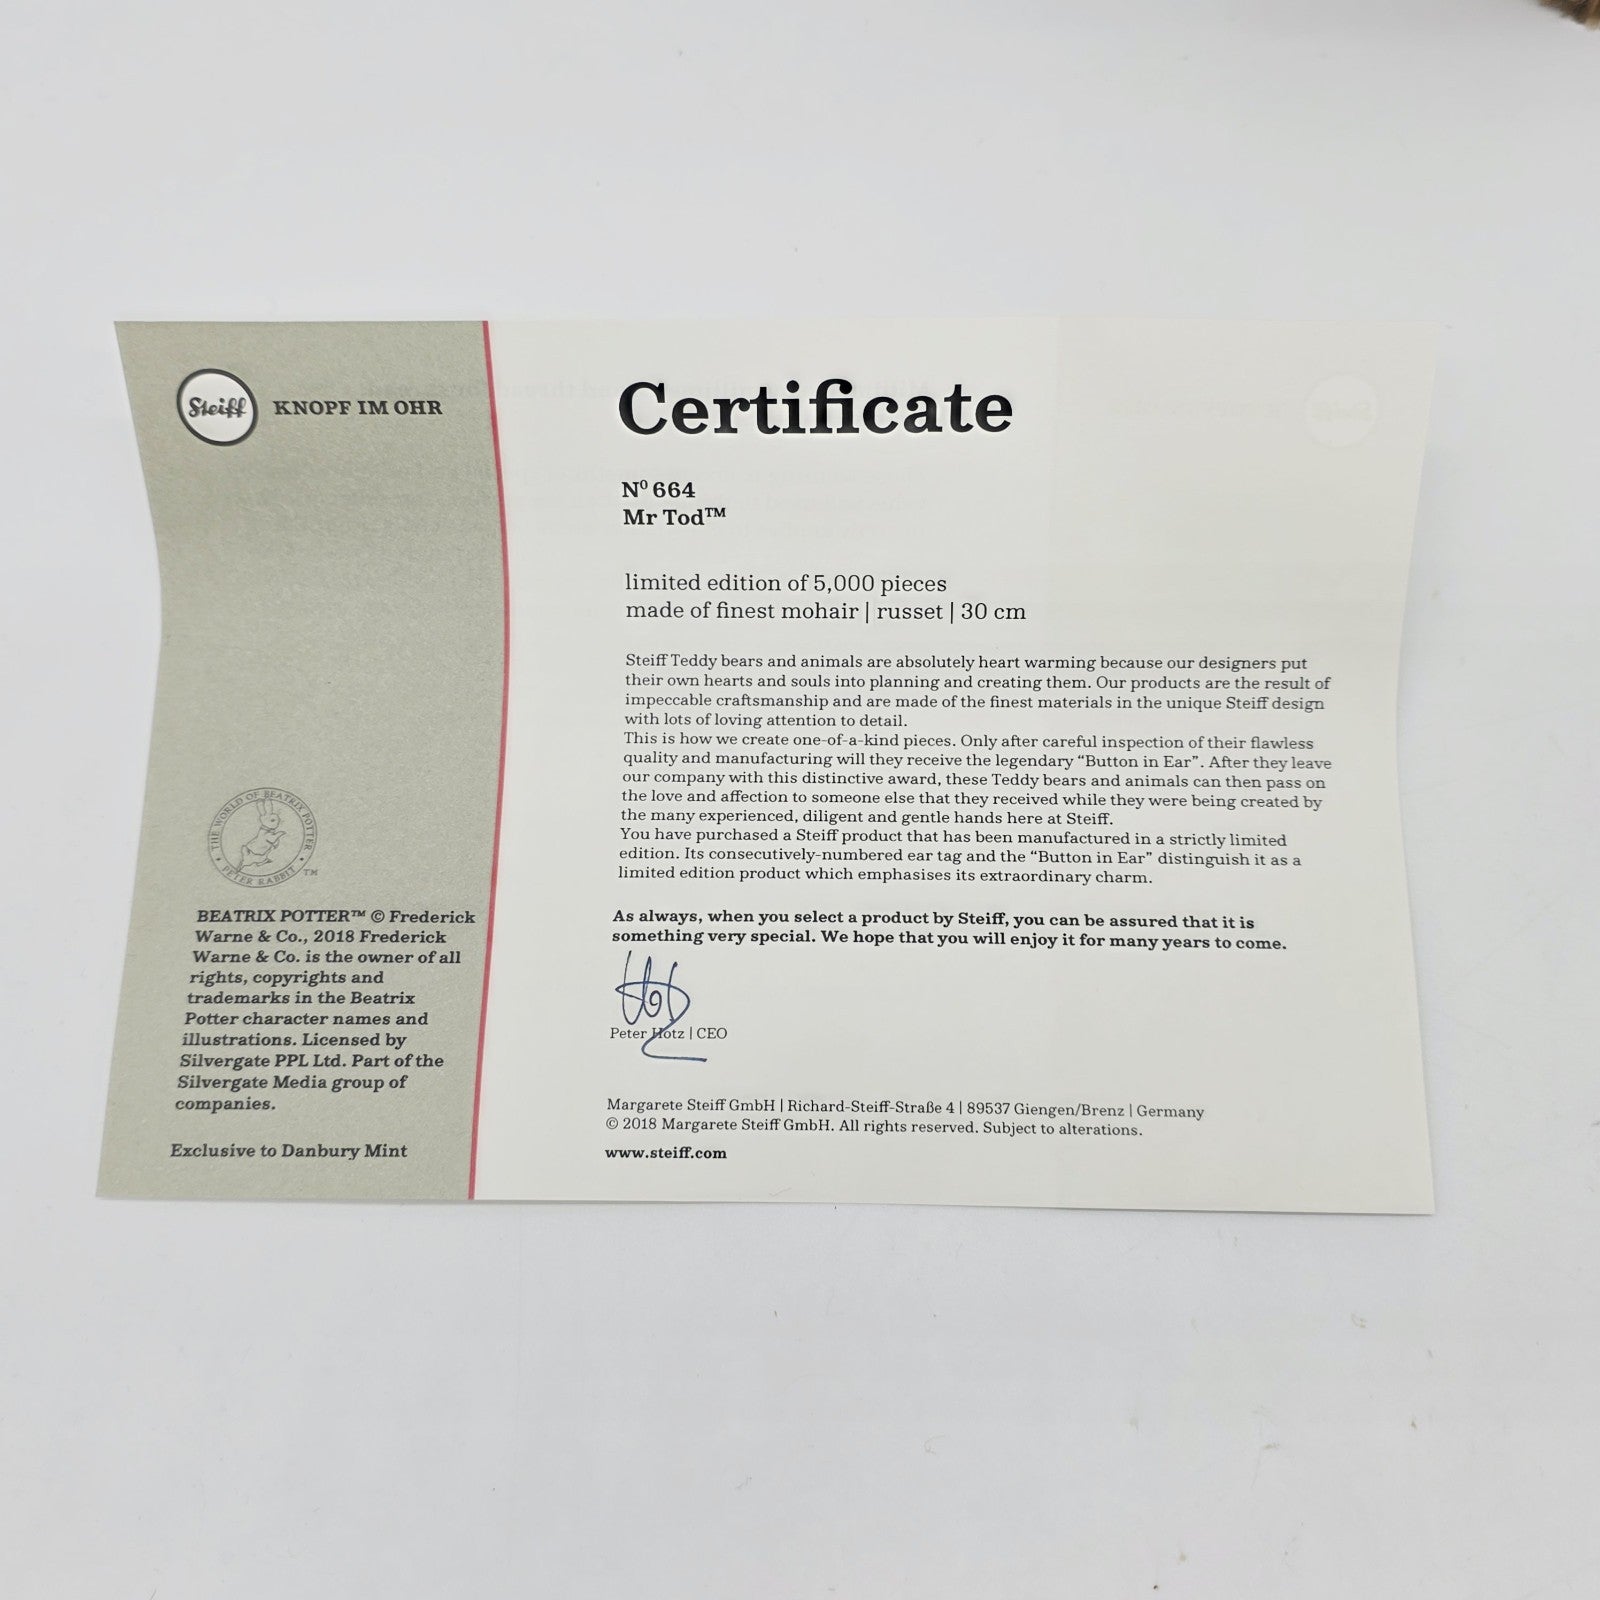 Steiff KNOPF IM OHR
THE WORLD OF BEATRIX POTTER
PETER RABBIT ™
BEATRIX POTTER™ © Frederick
Warne & Co., 2018 Frederick
Warne & Co. is the owner of all
rights, copyrights and
trademarks in the Beatrix
Potter character names and
illustrations. Licensed by
Silvergate PPL Ltd. Part of the
Silvergate Media group of
companies.
Exclusive to Danbury Mint
Certificate
Nº 664
Mr Tod™
limited edition of 5,000 pieces
made of finest mohair | russet | 30 cm
Steiff Teddy bears and animals are absolutely heart warming because our designers put
their own hearts and souls into planning and creating them. Our products are the result of
impeccable craftsmanship and are made of the finest materials in the unique Steiff design
with lots of loving attention to detail.
This is how we create one-of-a-kind pieces. Only after careful inspection of their flawless
quality and manufacturing will they receive the legendary “Button in Ear”. After they leave
our company with this distinctive award, these Teddy bears and animals can then pass on
the love and affection to someone else that they received while they were being created by
the many experienced, diligent and gentle hands here at Steiff.
You have purchased a Steiff product that has been manufactured in a strictly limited
edition. Its consecutively-numbered ear tag and the “Button in Ear” distinguish it as a
limited edition product which emphasises its extraordinary charm.
As always, when you select a product by Steiff, you can be assured that it is
something very special. We hope that you will enjoy it for many years to come.
Peter Hotz | CEO
Margarete Steiff GmbH | Richard-Steiff-Straße 4 | 89537 Giengen/Brenz | Germany
© 2018 Margarete Steiff GmbH. All rights reserved. Subject to alterations.
www.steiff.com